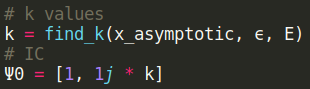 # k values
k = find_k(x_asymptotic, ϵ, E)
# IC
Ψ0 = [1, 1j * k]